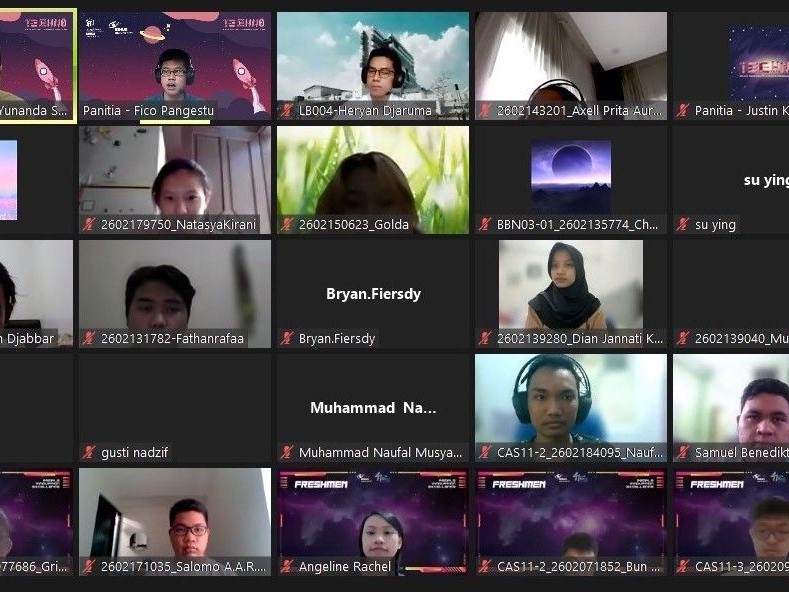 TECHNO
TECHNO
Yunanda S...
Panitia - Fico Pangestu
LB004-Heryan Djaruma
2602143201_Axell Prita Aur...
Panitia - Justin K
2602179750_NatasyaKirani
2602150623_Golda
BBN03-01_2602135774_Ch...
su ying
su ying
n Djabbar
2602131782-Fathanrafaa
Bryan.Fiersdy
Bryan.Fiersdy
2602139280_Dian Jannati K...
2602139040_Mu
gusti nadzif
Muhammad Na...
Muhammad Naufal Musya...
CAS11-2_2602184095_Nauf...
Samuel Benedikt
FRESHMEN
FRESHMEN
FRESHMEN
77686_Gri...
2602171035_Salomo A.A.R....
Angeline Rachel
CAS11-2_2602071852_Bun ...
CAS11-3_260209